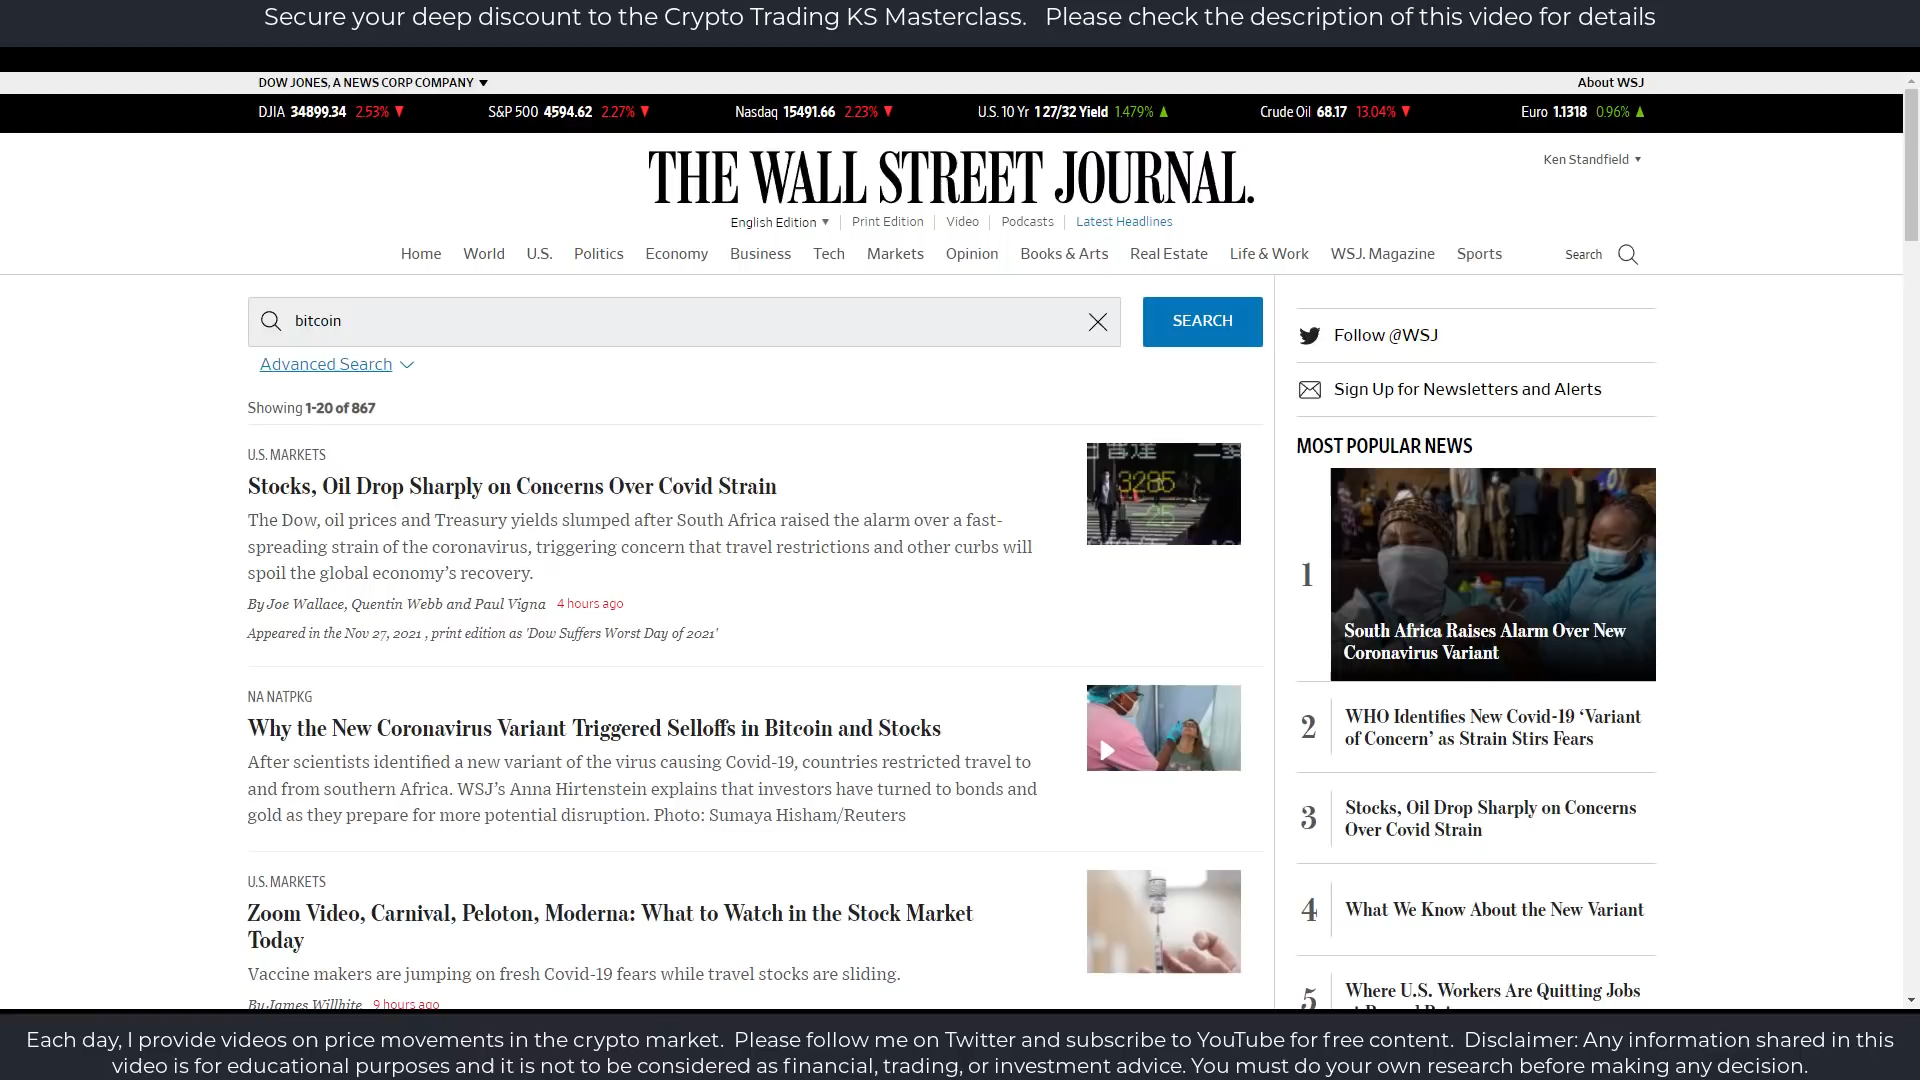 Secure your deep discount to the Crypto Trading KS Masterclass. Please check the description of this video for details
DOW JONES, A NEWS CORP COMPANY
About WSJ
DJIA 34899.34 2.53%
S&P 500 4594.62 2.27%
Nasdaq 15491.66 2.23%
U.S. 10 Yr 1 27/32 Yield 1.479%
Crude Oil 68.17 13.04%
Euro 1.1318 0.96%
THE WALL STREET JOURNAL.
Ken Standfield
English Edition
Print Edition
Video
Podcasts
Latest Headlines
Home World U.S. Politics Economy Business Tech Markets Opinion Books & Arts Real Estate Life & Work WSJ. Magazine Sports
Search
bitcoin
SEARCH
Advanced Search
Showing 1-20 of 867
U.S. MARKETS
Stocks, Oil Drop Sharply on Concerns Over Covid Strain
The Dow, oil prices and Treasury yields slumped after South Africa raised the alarm over a fast-
spreading strain of the coronavirus, triggering concern that travel restrictions and other curbs will
spoil the global economy’s recovery.
By Joe Wallace, Quentin Webb and Paul Vigna 4 hours ago
Appeared in the Nov 27, 2021 , print edition as 'Dow Suffers Worst Day of 2021'
3285
25
NA NATPKG
Why the New Coronavirus Variant Triggered Selloffs in Bitcoin and Stocks
After scientists identified a new variant of the virus causing Covid-19, countries restricted travel to
and from southern Africa. WSJ’s Anna Hirtenstein explains that investors have turned to bonds and
gold as they prepare for more potential disruption. Photo: Sumaya Hisham/Reuters
U.S. MARKETS
Zoom Video, Carnival, Peloton, Moderna: What to Watch in the Stock Market
Today
Vaccine makers are jumping on fresh Covid-19 fears while travel stocks are sliding.
By James Willhite 9 hours ago
Follow @WSJ
Sign Up for Newsletters and Alerts
MOST POPULAR NEWS
1
South Africa Raises Alarm Over New
Coronavirus Variant
2
WHO Identifies New Covid-19 ‘Variant
of Concern’ as Strain Stirs Fears
3
Stocks, Oil Drop Sharply on Concerns
Over Covid Strain
4
What We Know About the New Variant
5
Where U.S. Workers Are Quitting Jobs
Each day, I provide videos on price movements in the crypto market. Please follow me on Twitter and subscribe to YouTube for free content. Disclaimer: Any information shared in this
video is for educational purposes and it is not to be considered as financial, trading, or investment advice. You must do your own research before making any decision.